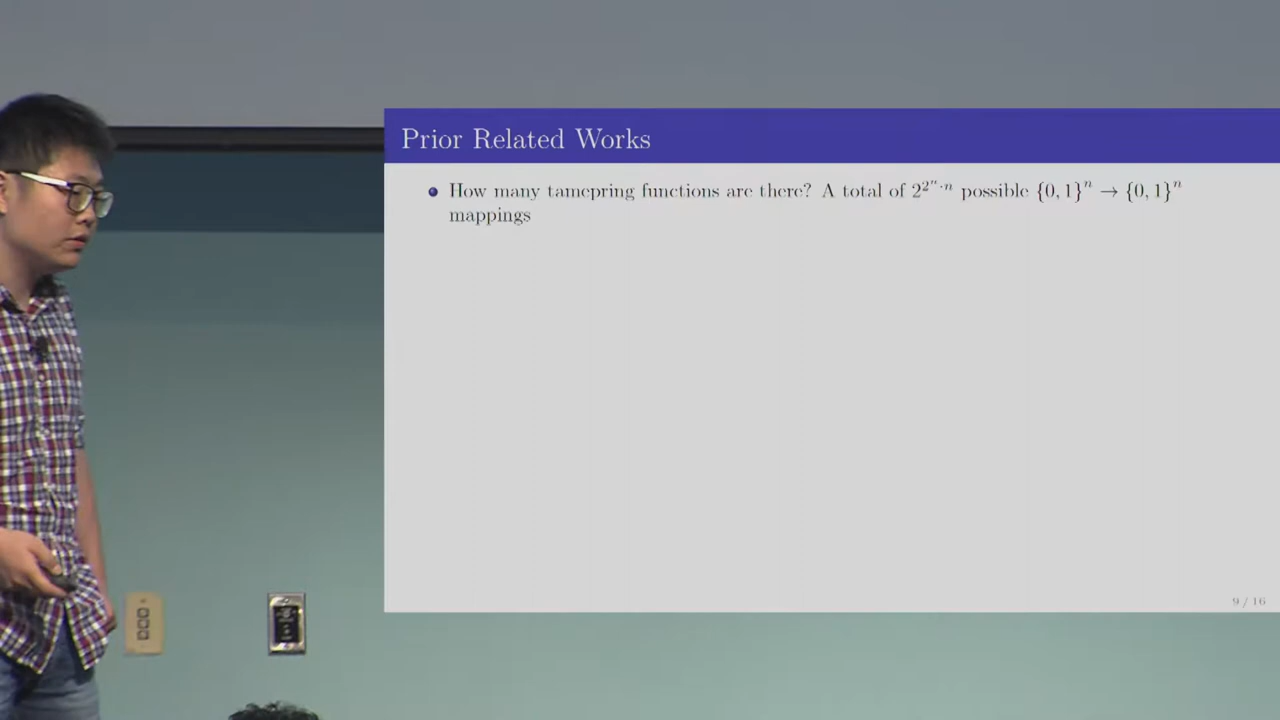 Prior Related Works
How many tamepring functions are there? A total of 2^{2^n·n} possible {0, 1}^n → {0, 1}^n
mappings
9 / 16